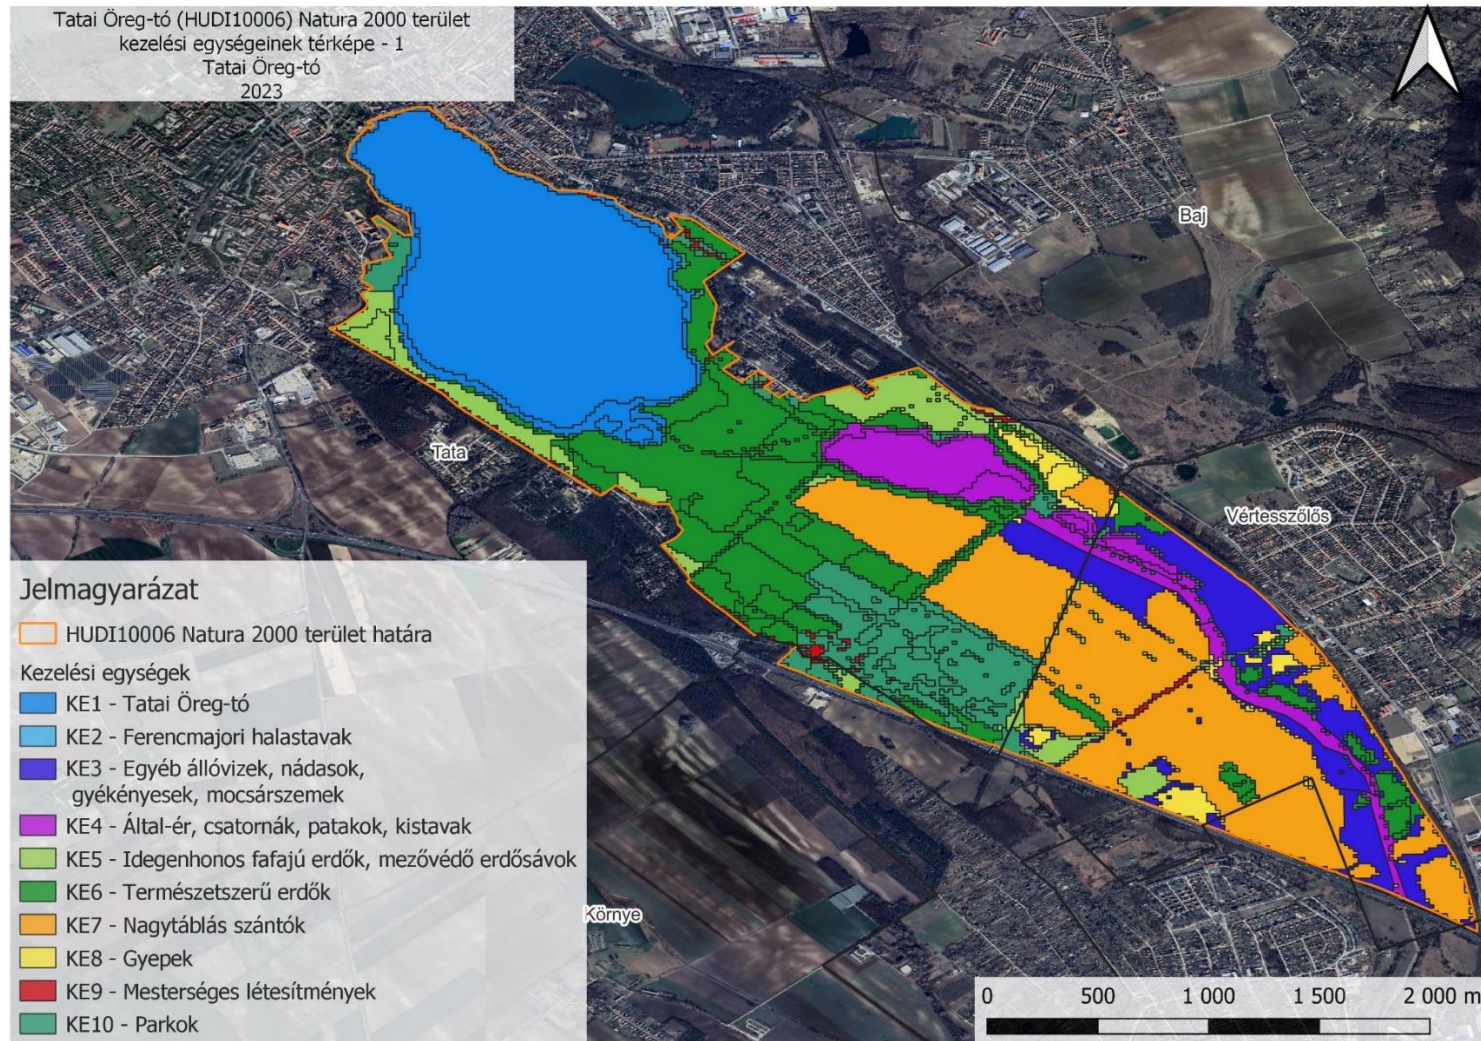 Tatai Öreg-tó (HUDI10006) Natura 2000 terület
kezelési egységeinek térképe - 1
Tatai Öreg-tó
2023
Baj
Tata
Vértesszőlős
Környe
Jelmagyarázat
HUDI10006 Natura 2000 terület határa
Kezelési egységek
KE1 - Tatai Öreg-tó
KE2 - Ferencmajori halastavak
KE3 - Egyéb állóvizek, nádasok,
gyékényesek, mocsárszemek
KE4 - Által-ér, csatornák, patakok, kistavak
KE5 - Idegenhonos fafajú erdők, mezővédő erdősávok
KE6 - Természetszerű erdők
KE7 - Nagytáblás szántók
KE8 - Gyepek
KE9 - Mesterséges létesítmények
KE10 - Parkok
0 500 1 000 1 500 2 000 m